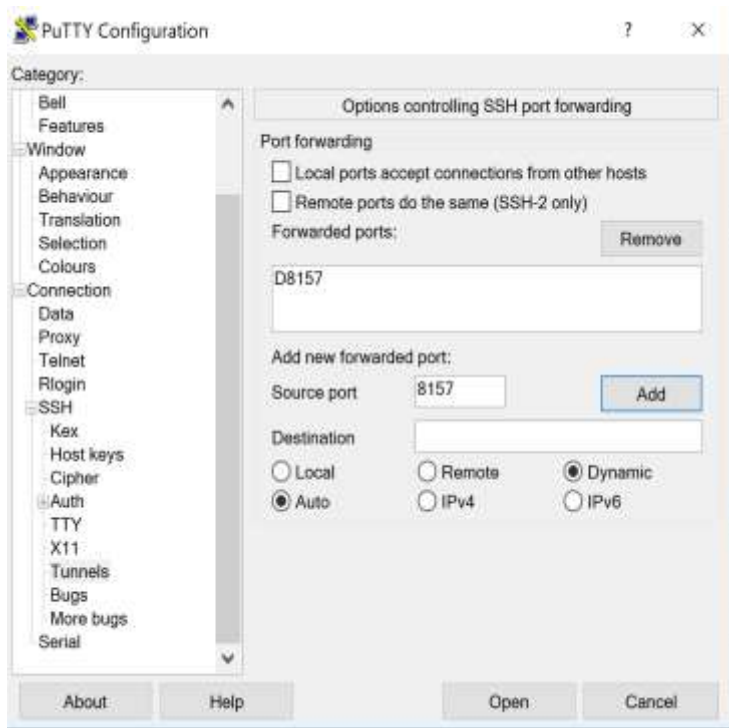 PuTTY Configuration
?
Category:
Bell
Features
Window
Appearance
Behaviour
Translation
Selection
Colours
Connection
Data
Proxy
Telnet
Rlogin
SSH
Kex
Host keys
Cipher
Auth
TTY
X11
Tunnels
Bugs
More bugs
Serial
Options controlling SSH port forwarding
Port forwarding
Local ports accept connections from other hosts
Remote ports do the same (SSH-2 only)
Forwarded ports:
Remove
D8157
Add new forwarded port:
Source port 8157 Add
Destination
Local Remote Dynamic
Auto IPv4 IPv6
About Help Open Cancel